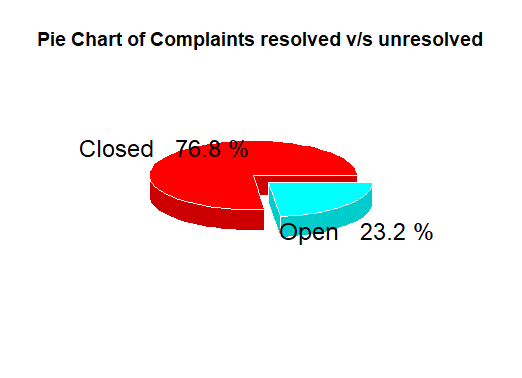 Pie Chart of Complaints resolved v/s unresolved
Closed 76.8 %
Open 23.2 %